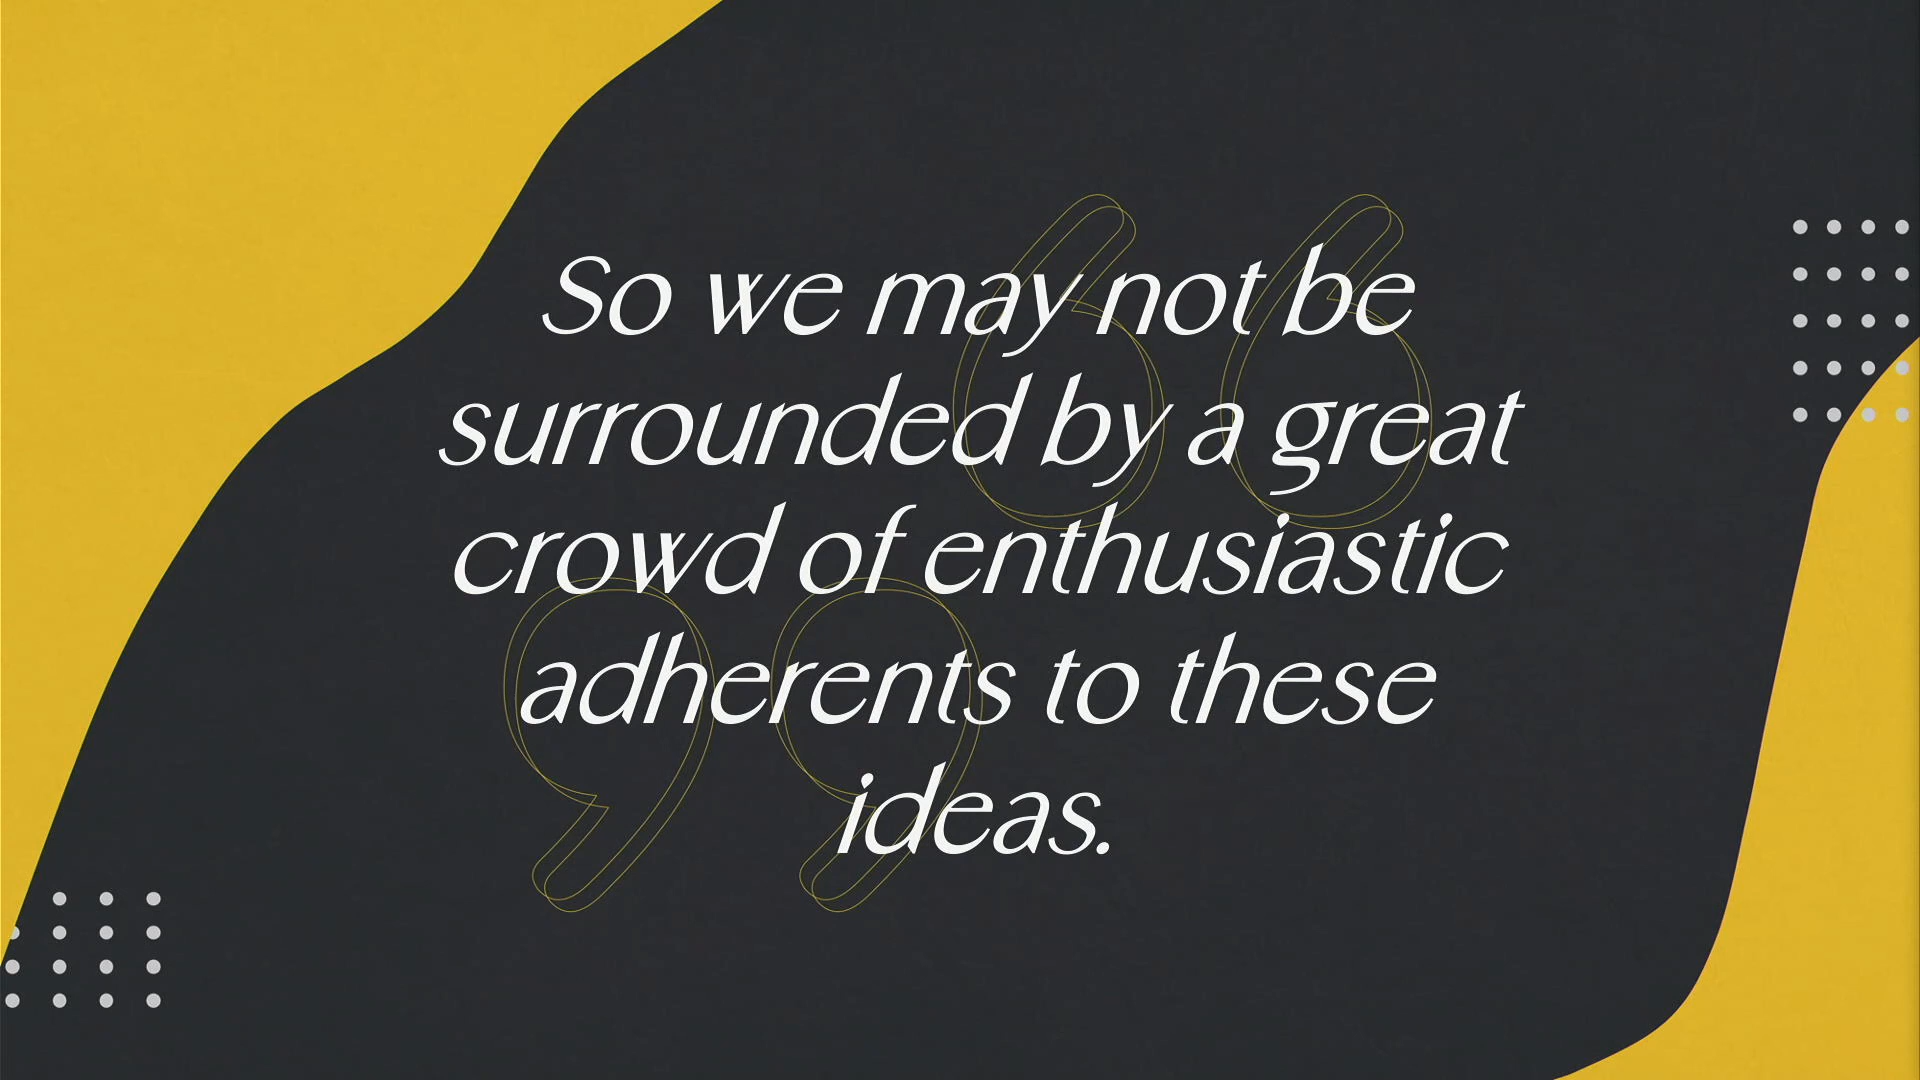 So we may not be
surrounded by a great
crowd of enthusiastic
adherents to these
ideas.